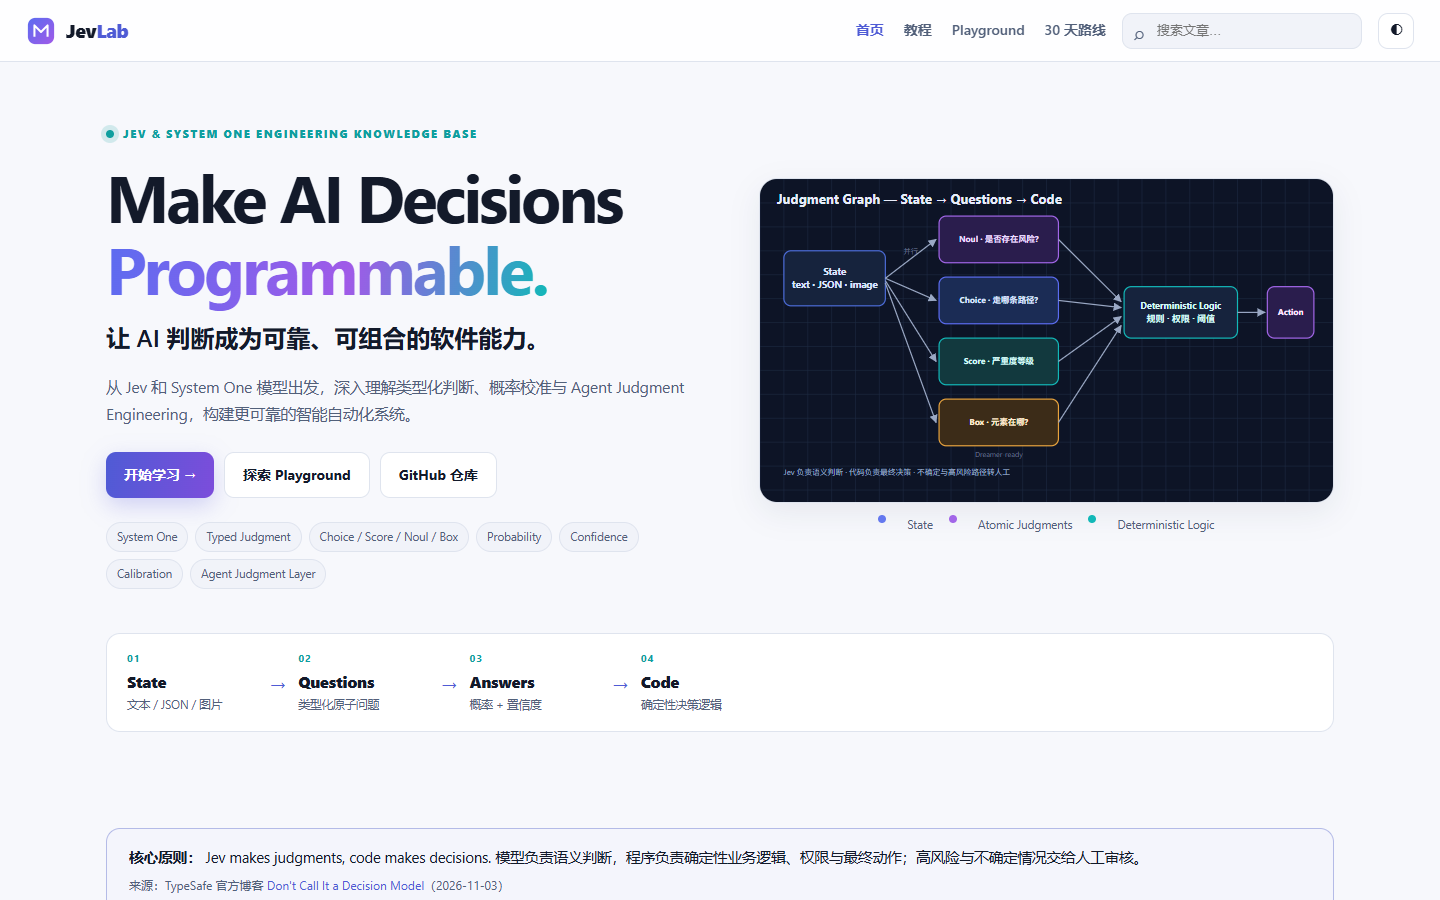 JevLab
首页 教程 Playground 30 天路线 搜索文章...
JEV & SYSTEM ONE ENGINEERING KNOWLEDGE BASE
Make AI Decisions
Programmable.
让 AI 判断成为可靠、可组合的软件能力。
从 Jev 和 System One 模型出发，深入理解类型化判断、概率校准与 Agent Judgment
Engineering，构建更可靠的智能自动化系统。
开始学习 → 探索 Playground GitHub 仓库
System One Typed Judgment Choice / Score / Noul / Box Probability Confidence
Calibration Agent Judgment Layer
Judgment Graph — State → Questions → Code
State
text · JSON · image
并行
Noul · 是否存在风险?
Choice · 走哪条路径?
Score · 严重度等级
Box · 元素在哪?
Dreamer-ready
Deterministic Logic
规则 · 权限 · 阈值
Action
Jev 负责语义判断 · 代码负责最终决策 · 不确定与高风险路径转人工
State Atomic Judgments Deterministic Logic
01
State
文本 / JSON / 图片
→
02
Questions
类型化原子问题
→
03
Answers
概率 + 置信度
→
04
Code
确定性决策逻辑
核心原则： Jev makes judgments, code makes decisions. 模型负责语义判断，程序负责确定性业务逻辑、权限与最终动作；高风险与不确定情况交给人工审核。
来源：TypeSafe 官方博客 Don't Call It a Decision Model（2026-11-03）